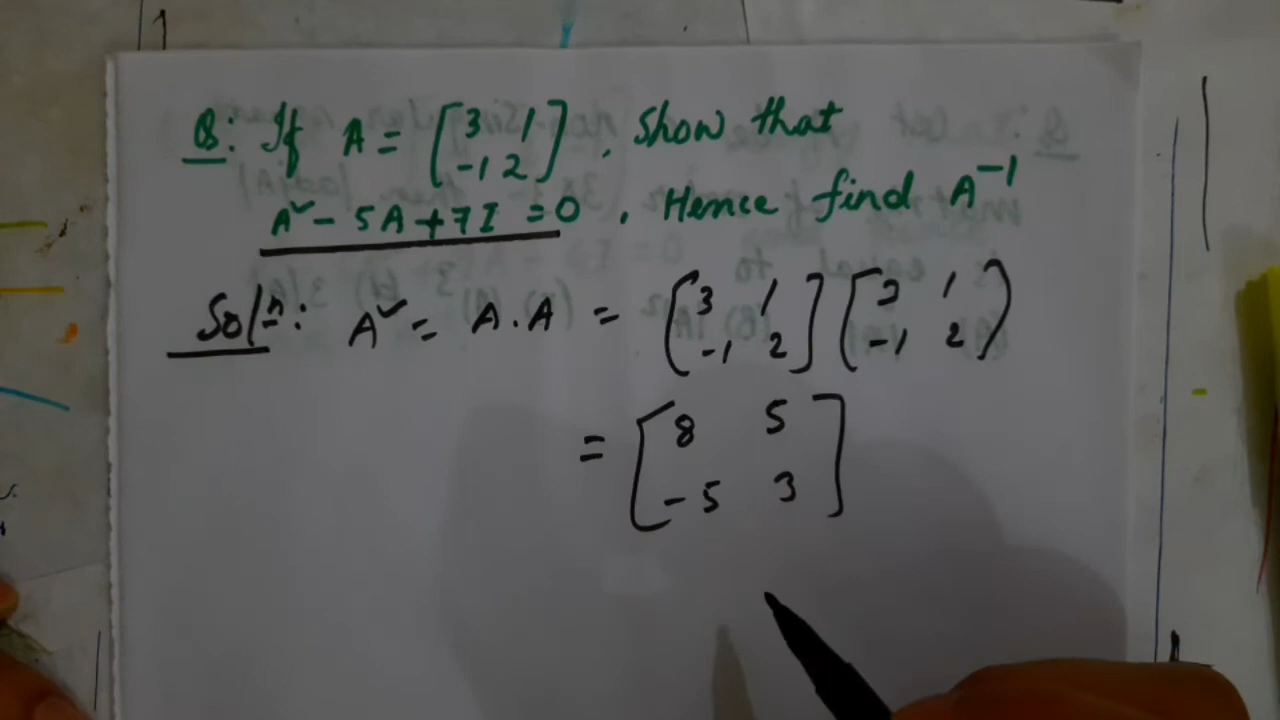 Q: If A = [3 1 -1 2], Show that
A² - 5A + 7I = 0, Hence find A⁻¹
Solⁿ: A² = A.A = [3 1 -1 2] [3 1 -1 2]
= [8 5 -5 3]